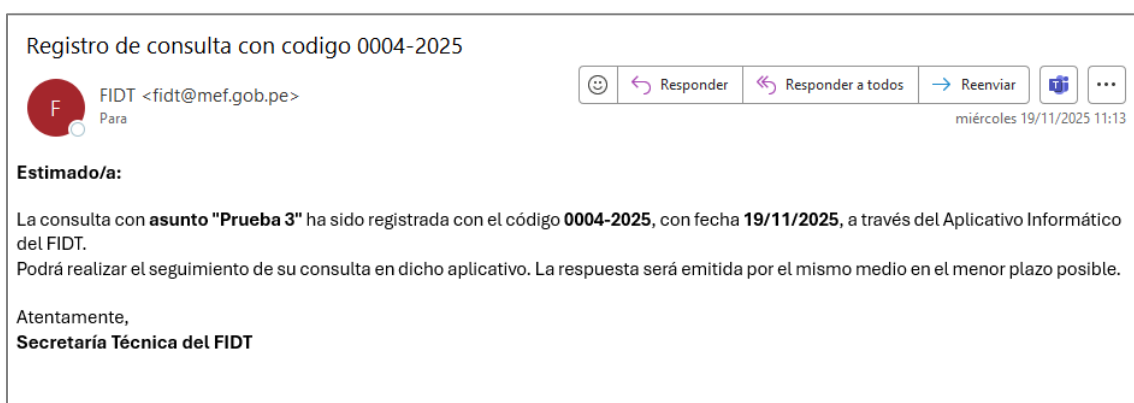 Registro de consulta con codigo 0004-2025
F
FIDT <fidt@mef.gob.pe>
Para
Responder
Responder a todos
Reenviar
miércoles 19/11/2025 11:13
Estimado/a:
La consulta con asunto "Prueba 3" ha sido registrada con el código 0004-2025, con fecha 19/11/2025, a través del Aplicativo Informático
del FIDT.
Podrá realizar el seguimiento de su consulta en dicho aplicativo. La respuesta será emitida por el mismo medio en el menor plazo posible.
Atentamente,
Secretaría Técnica del FIDT